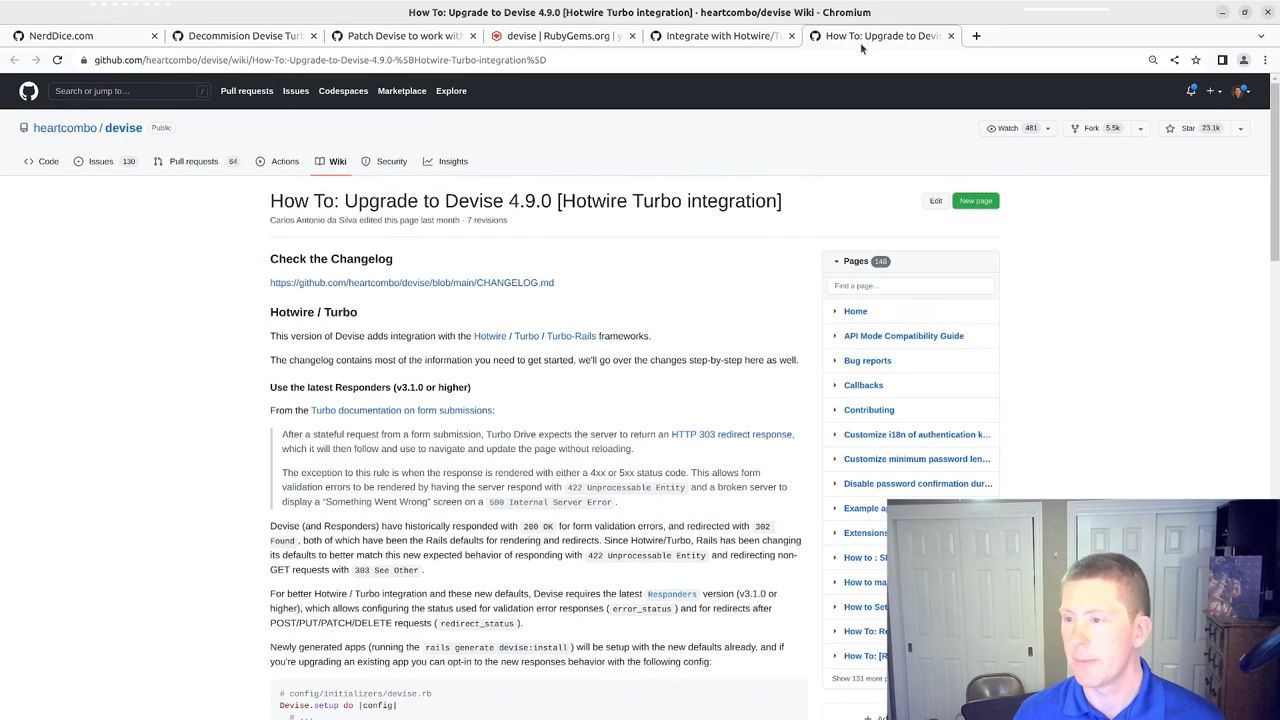 How To: Upgrade to Devise 4.9.0 [Hotwire Turbo integration] · heartcombo/devise Wiki - Chromium
NerdDice.com
Decommision Devise Turb
Patch Devise to work with
devise | RubyGems.org | y
Integrate with Hotwire/Tu
How To: Upgrade to Devis
github.com/heartcombo/devise/wiki/How-To:-Upgrade-to-Devise-4.9.0-%5BHotwire-Turbo-integration%5D
Search or jump to…
/
Pull requests
Issues
Codespaces
Marketplace
Explore
heartcombo / devise
Public
Watch 481
Fork 5.5k
Star 23.1k
Code
Issues 130
Pull requests 64
Actions
Wiki
Security
Insights
How To: Upgrade to Devise 4.9.0 [Hotwire Turbo integration]
Edit
New page
Carlos Antonio da Silva edited this page last month · 7 revisions
Check the Changelog
https://github.com/heartcombo/devise/blob/main/CHANGELOG.md
Hotwire / Turbo
This version of Devise adds integration with the Hotwire / Turbo / Turbo-Rails frameworks.
The changelog contains most of the information you need to get started, we'll go over the changes step-by-step here as well.
Use the latest Responders (v3.1.0 or higher)
From the Turbo documentation on form submissions:
After a stateful request from a form submission, Turbo Drive expects the server to return an HTTP 303 redirect response,
which it will then follow and use to navigate and update the page without reloading.
The exception to this rule is when the response is rendered with either a 4xx or 5xx status code. This allows form
validation errors to be rendered by having the server respond with 422 Unprocessable Entity and a broken server to
display a "Something Went Wrong" screen on a 500 Internal Server Error.
Devise (and Responders) have historically responded with 200 OK for form validation errors, and redirected with 302
Found, both of which have been the Rails defaults for rendering and redirects. Since Hotwire/Turbo, Rails has been changing
its defaults to better match this new expected behavior of responding with 422 Unprocessable Entity and redirecting non-
GET requests with 303 See Other.
For better Hotwire / Turbo integration and these new defaults, Devise requires the latest Responders version (v3.1.0 or
higher), which allows configuring the status used for validation error responses (error_status) and for redirects after
POST/PUT/PATCH/DELETE requests (redirect_status).
Newly generated apps (running the rails generate devise:install) will be setup with the new defaults already, and if
you're upgrading an existing app you can opt-in to the new responses behavior with the following config:
# config/initializers/devise.rb
Devise.setup do |config|
# ...
Pages 146
Find a page…
Home
API Mode Compatibility Guide
Bug reports
Callbacks
Contributing
Customize i18n of authentication k…
Customize minimum password len…
Disable password confirmation dur…
Example ap
Extensions
How to : S
How to ma
How to Set
How To: Re
How To: [R
Show 131 more p